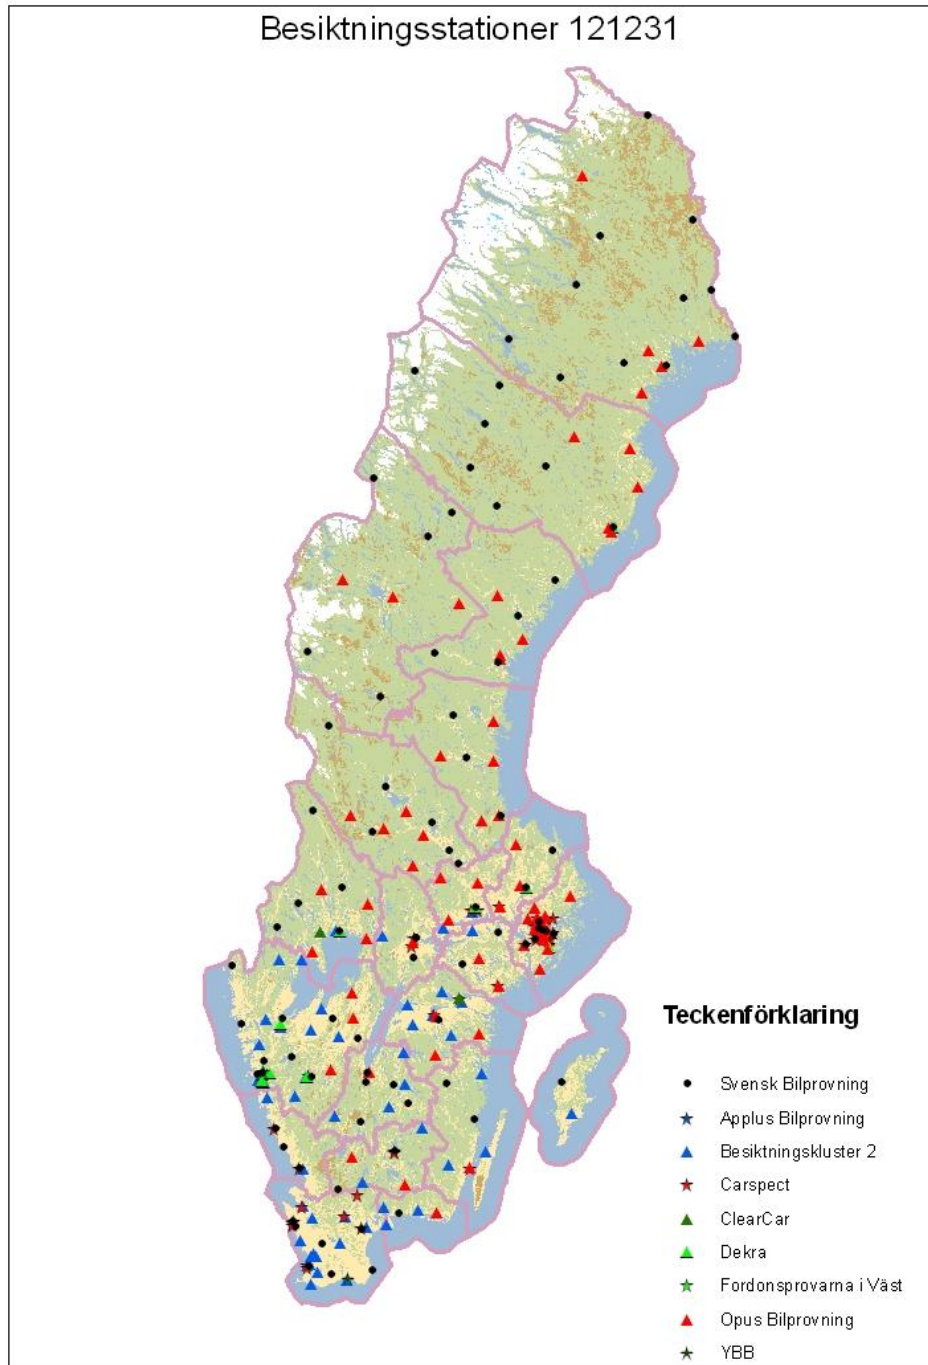 Besiktningsstationer 121231
Teckenförklaring
Svensk Bilprovning
Applus Bilprovning
Besiktningskluster 2
Carspect
ClearCar
Dekra
Fordonsprovarna i Väst
Opus Bilprovning
YBB